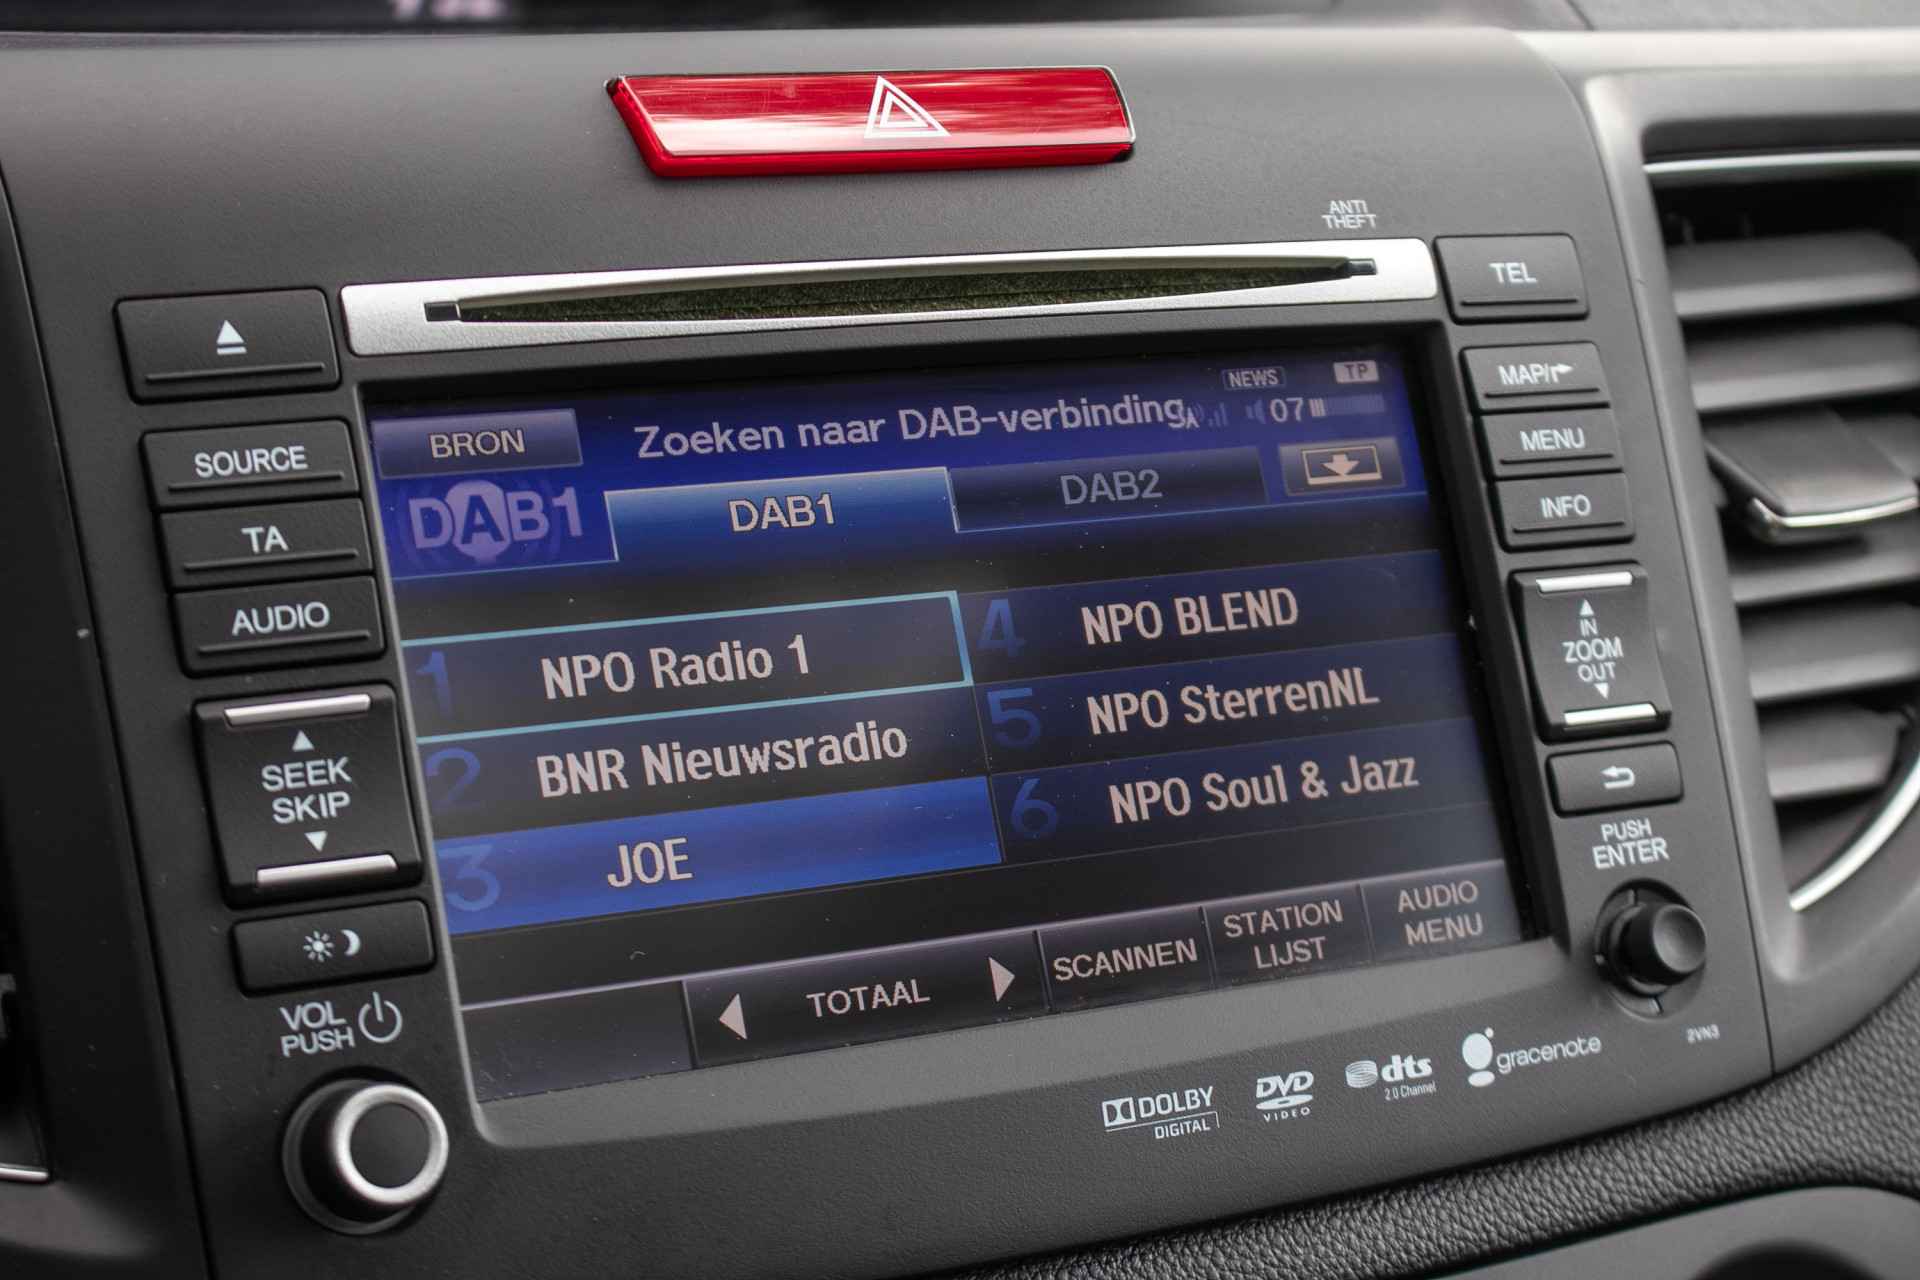 ANTI
THEFT
TEL
MAP/
MENU
INFO
IN
ZOOM
OUT
PUSH
ENTER
SOURCE
TA
AUDIO
SEEK
SKIP
VOL
PUSH
NEWS
TP
BRON
Zoeken naar DAB-verbinding
A
07
DAB1
DAB1
DAB2
1 NPO Radio 1
2 BNR Nieuwsradio
3 JOE
4 NPO BLEND
5 NPO SterrenNL
6 NPO Soul & Jazz
TOTAAL
SCANNEN
STATION
LIJST
AUDIO
MENU
DOLBY
DIGITAL
DVD
VIDEO
dts
2.0 Channel
gracenote
2VN3